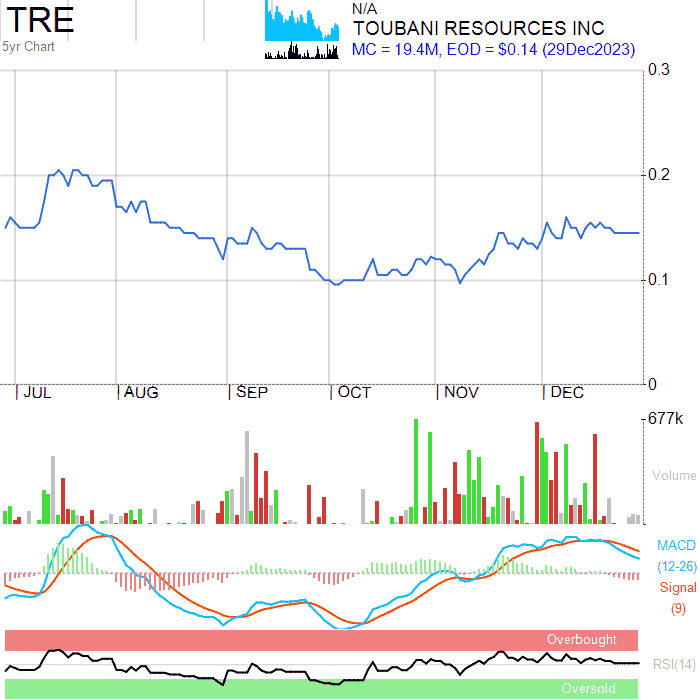 TRE
5yr Chart
N/A
TOUBANI RESOURCES INC
MC = 19.4M, EOD = $0.14 (29Dec2023)
0.3
0.2
0.1
0
JUL AUG SEP OCT NOV DEC
677k
Volume
MACD
(12-26)
Signal
(9)
Overbought
RSI(14)
Oversold